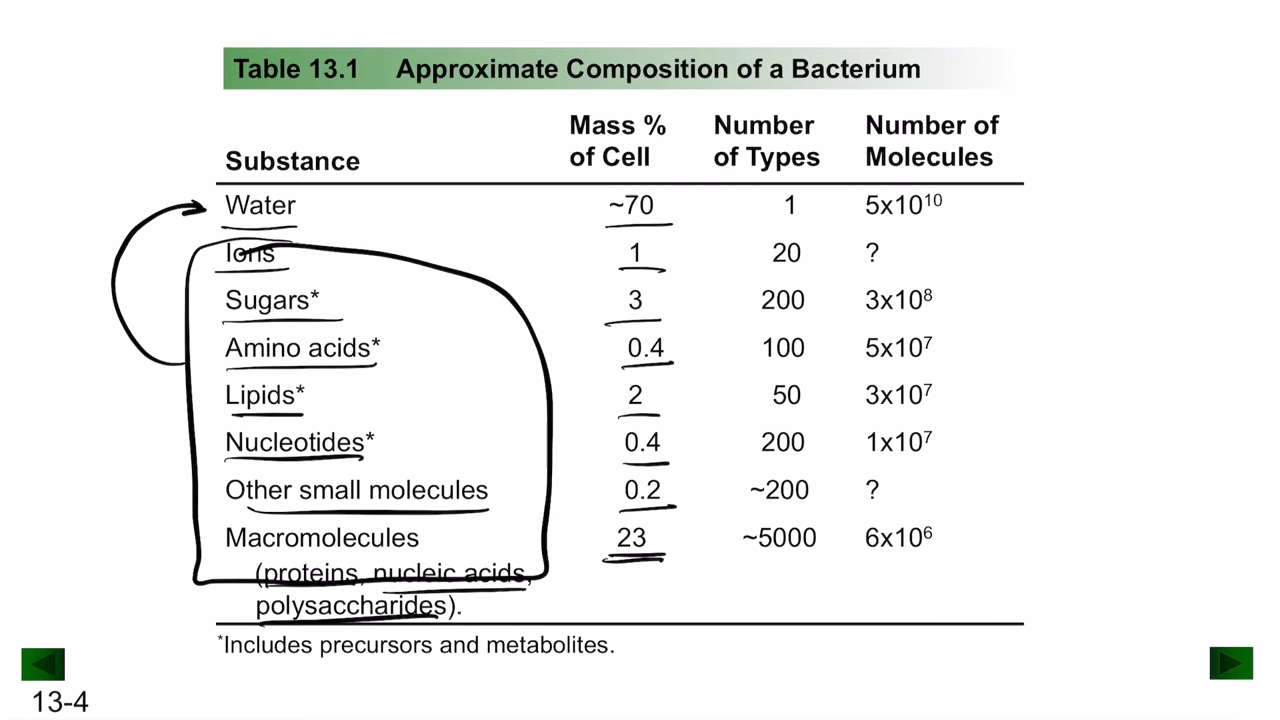 Table 13.1 Approximate Composition of a Bacterium
Substance Mass % of Cell Number of Types Number of Molecules
Water ~70 1 5x10¹⁰
Ions 1 20 ?
Sugars* 3 200 3x10⁸
Amino acids* 0.4 100 5x10⁷
Lipids* 2 50 3x10⁷
Nucleotides* 0.4 200 1x10⁷
Other small molecules 0.2 ~200 ?
Macromolecules 23 ~5000 6x10⁶
(proteins, nucleic acids,
polysaccharides).
*Includes precursors and metabolites.
13-4